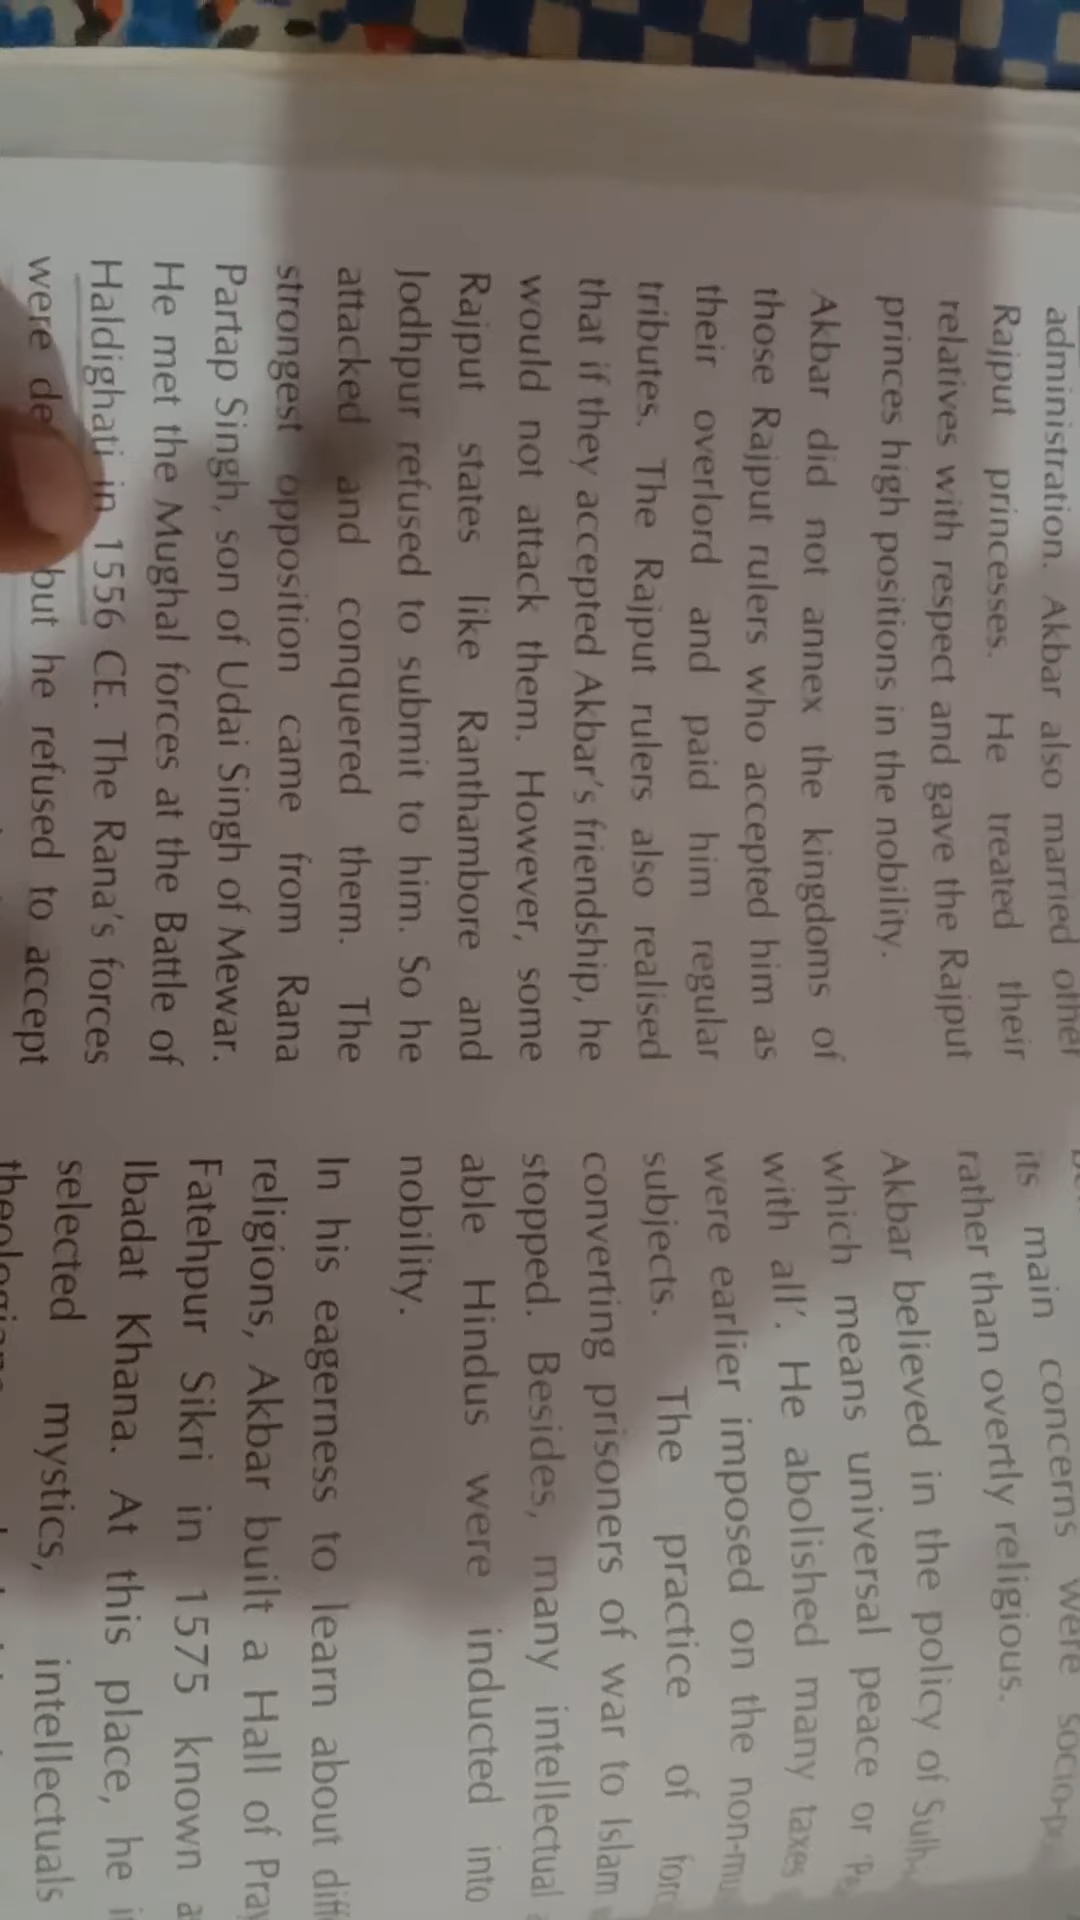 administration. Akbar also married other
Rajput princesses. He treated their
relatives with respect and gave the Rajput
princes high positions in the nobility.
Akbar did not annex the kingdoms of
those Rajput rulers who accepted him as
their overlord and paid him regular
tributes. The Rajput rulers also realised
that if they accepted Akbar's friendship, he
would not attack them. However, some
Rajput states like Ranthambore and
Jodhpur refused to submit to him. So he
attacked and conquered them. The
strongest opposition came from Rana
Partap Singh, son of Udai Singh of Mewar.
He met the Mughal forces at the Battle of
Haldighati in 1556 CE. The Rana's forces
were but he refused to accept
its main concerns were
rather than overtly religious.
Akbar believed in the policy of
which means universal peace or
with all'. He abolished many taxes
were earlier imposed on the
subjects. The practice of
converting prisoners of war to Islam
stopped. Besides, many intellectual
able Hindus were inducted into
nobility.
In his eagerness to learn about
religions, Akbar built a Hall of
Fatehpur Sikri in 1575 known
Ibadat Khana. At this place, he
selected mystics, intellectuals